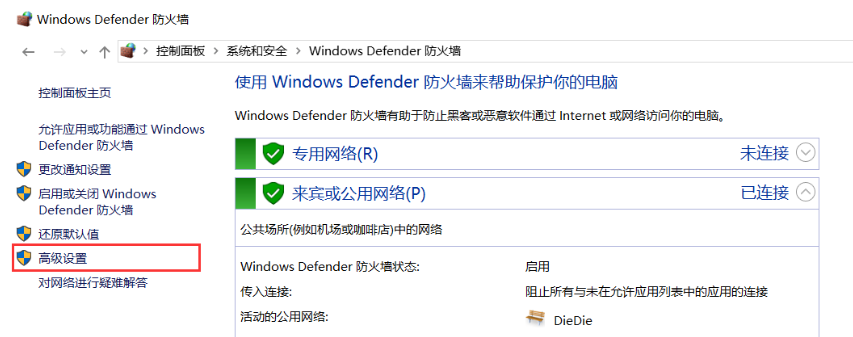 Windows Defender 防火墙
控制面板 > 系统和安全 > Windows Defender 防火墙
控制面板主页
允许应用或功能通过 Windows
Defender 防火墙
更改通知设置
启用或关闭 Windows
Defender 防火墙
还原默认值
高级设置
对网络进行疑难解答
使用 Windows Defender 防火墙来帮助保护你的电脑
Windows Defender 防火墙有助于防止黑客或恶意软件通过 Internet 或网络访问你的电脑。
专用网络(R) 未连接
来宾或公用网络(P) 已连接
公共场所(例如机场或咖啡店)中的网络
Windows Defender 防火墙状态: 启用
传入连接: 阻止所有与未在允许应用列表中的应用的连接
活动的公用网络: DieDie